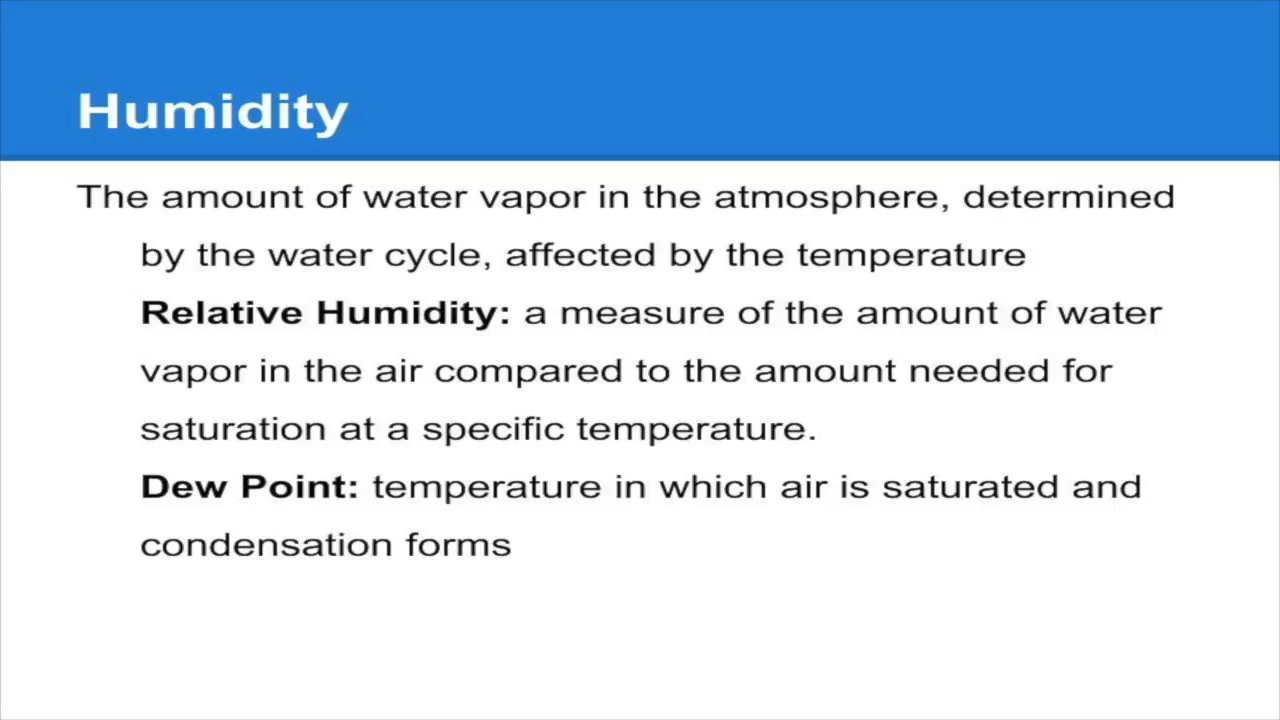 Humidity
The amount of water vapor in the atmosphere, determined
by the water cycle, affected by the temperature
Relative Humidity: a measure of the amount of water
vapor in the air compared to the amount needed for
saturation at a specific temperature.
Dew Point: temperature in which air is saturated and
condensation forms